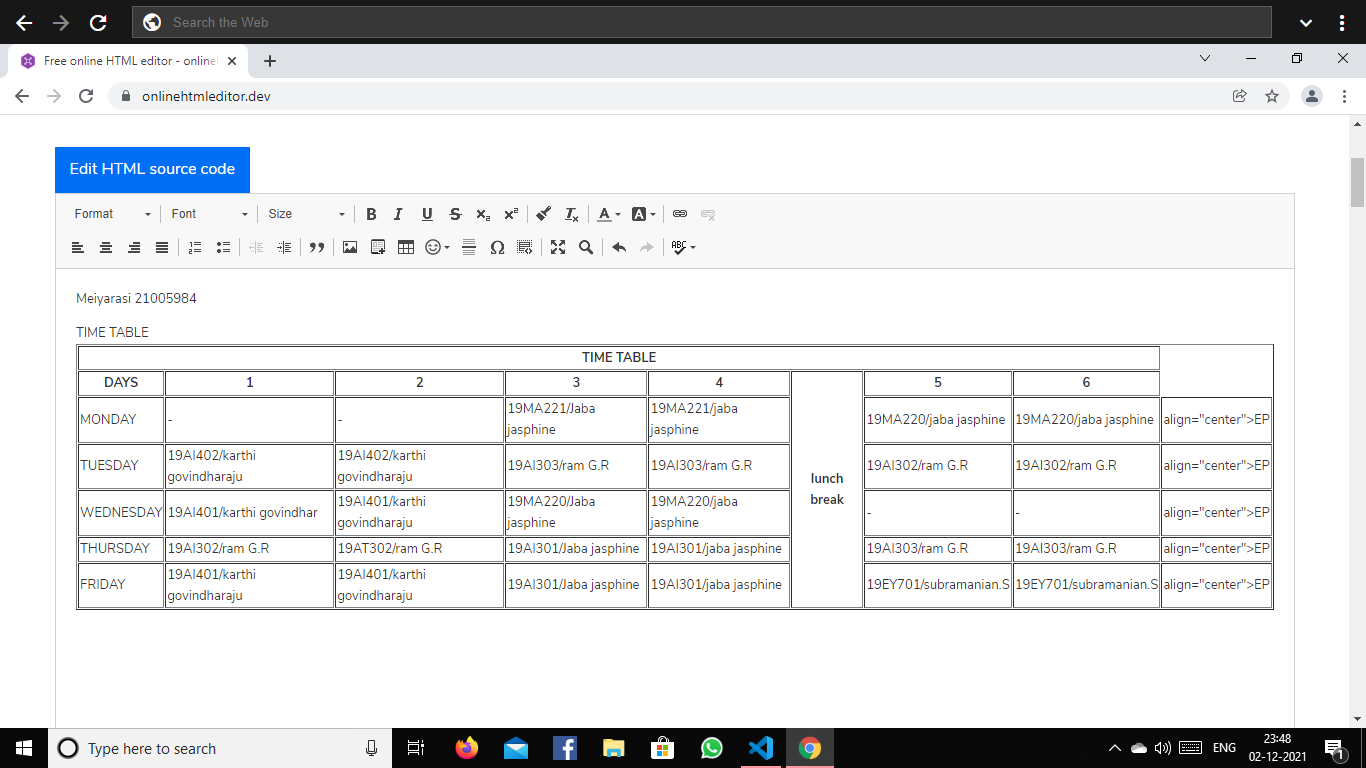 Search the Web
Free online HTML editor - onlinel
onlinehtmleditor.dev
Edit HTML source code
Format Font Size B I U S x₂ x² Tx A A
ABC
Meiyarasi 21005984
TIME TABLE
TIME TABLE
DAYS 1 2 3 4 lunch break 5 6
MONDAY - - 19MA221/Jaba jasphine 19MA221/jaba jasphine 19MA220/jaba jasphine 19MA220/jaba jasphine align="center">EP
TUESDAY 19AI402/karthi govindharaju 19AI402/karthi govindharaju 19AI303/ram G.R 19AI303/ram G.R 19AI302/ram G.R 19AI302/ram G.R align="center">EP
WEDNESDAY 19AI401/karthi govindhar 19AI401/karthi govindharaju 19MA220/Jaba jasphine 19MA220/jaba jasphine - - align="center">EP
THURSDAY 19AI302/ram G.R 19AT302/ram G.R 19AI301/Jaba jasphine 19AI301/jaba jasphine 19AI303/ram G.R 19AI303/ram G.R align="center">EP
FRIDAY 19AI401/karthi govindharaju 19AI401/karthi govindharaju 19AI301/Jaba jasphine 19AI301/jaba jasphine 19EY701/subramanian.S 19EY701/subramanian.S align="center">EP
Type here to search
ENG
23:48
02-12-2021
1